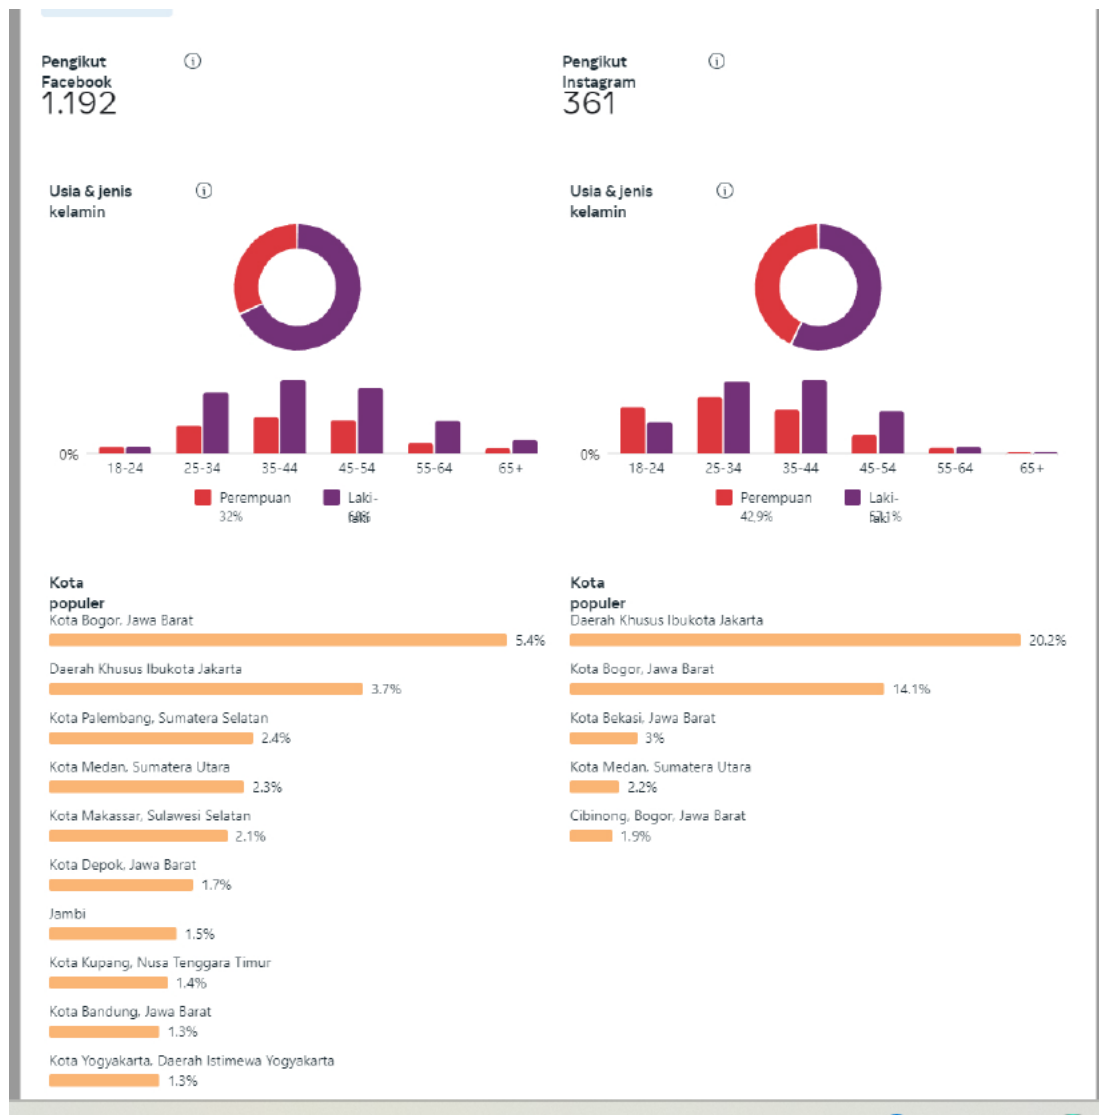 Pengikut
Facebook
1.192
Usia & jenis
kelamin
0%
18-24
25-34
35-44
45-54
55-64
65+
Perempuan
32%
Laki-
Kota
populer
Kota Bogor, Jawa Barat
5.4%
Daerah Khusus Ibukota Jakarta
3.7%
Kota Palembang, Sumatera Selatan
2.4%
Kota Medan, Sumatera Utara
2.3%
Kota Makassar, Sulawesi Selatan
2.1%
Kota Depok, Jawa Barat
1.7%
Jambi
1.5%
Kota Kupang, Nusa Tenggara Timur
1.4%
Kota Bandung, Jawa Barat
1.3%
Kota Yogyakarta, Daerah Istimewa Yogyakarta
1.3%
Pengikut
Instagram
361
Usia & jenis
kelamin
0%
18-24
25-34
35-44
45-54
55-64
65+
Perempuan
42,9%
Laki-
Kota
populer
Daerah Khusus Ibukota Jakarta
20.2%
Kota Bogor, Jawa Barat
14.1%
Kota Bekasi, Jawa Barat
3%
Kota Medan, Sumatera Utara
2.2%
Cibinong, Bogor, Jawa Barat
1.9%